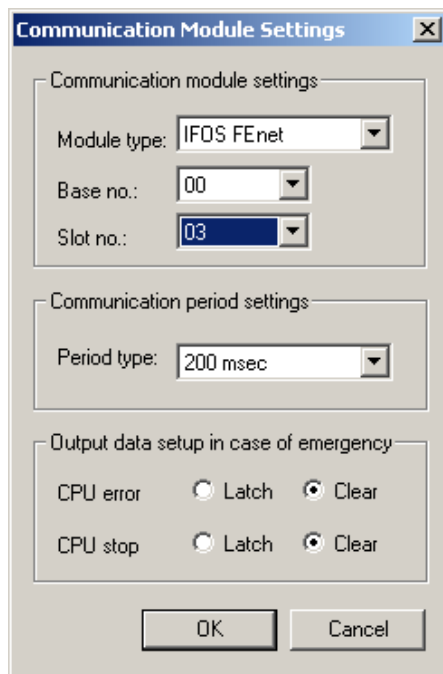 Communication Module Settings
Communication module settings
Module type: IFOS FEnet
Base no.: 00
Slot no.: 03
Communication period settings
Period type: 200 msec
Output data setup in case of emergency
CPU error Latch Clear
CPU stop Latch Clear
OK Cancel